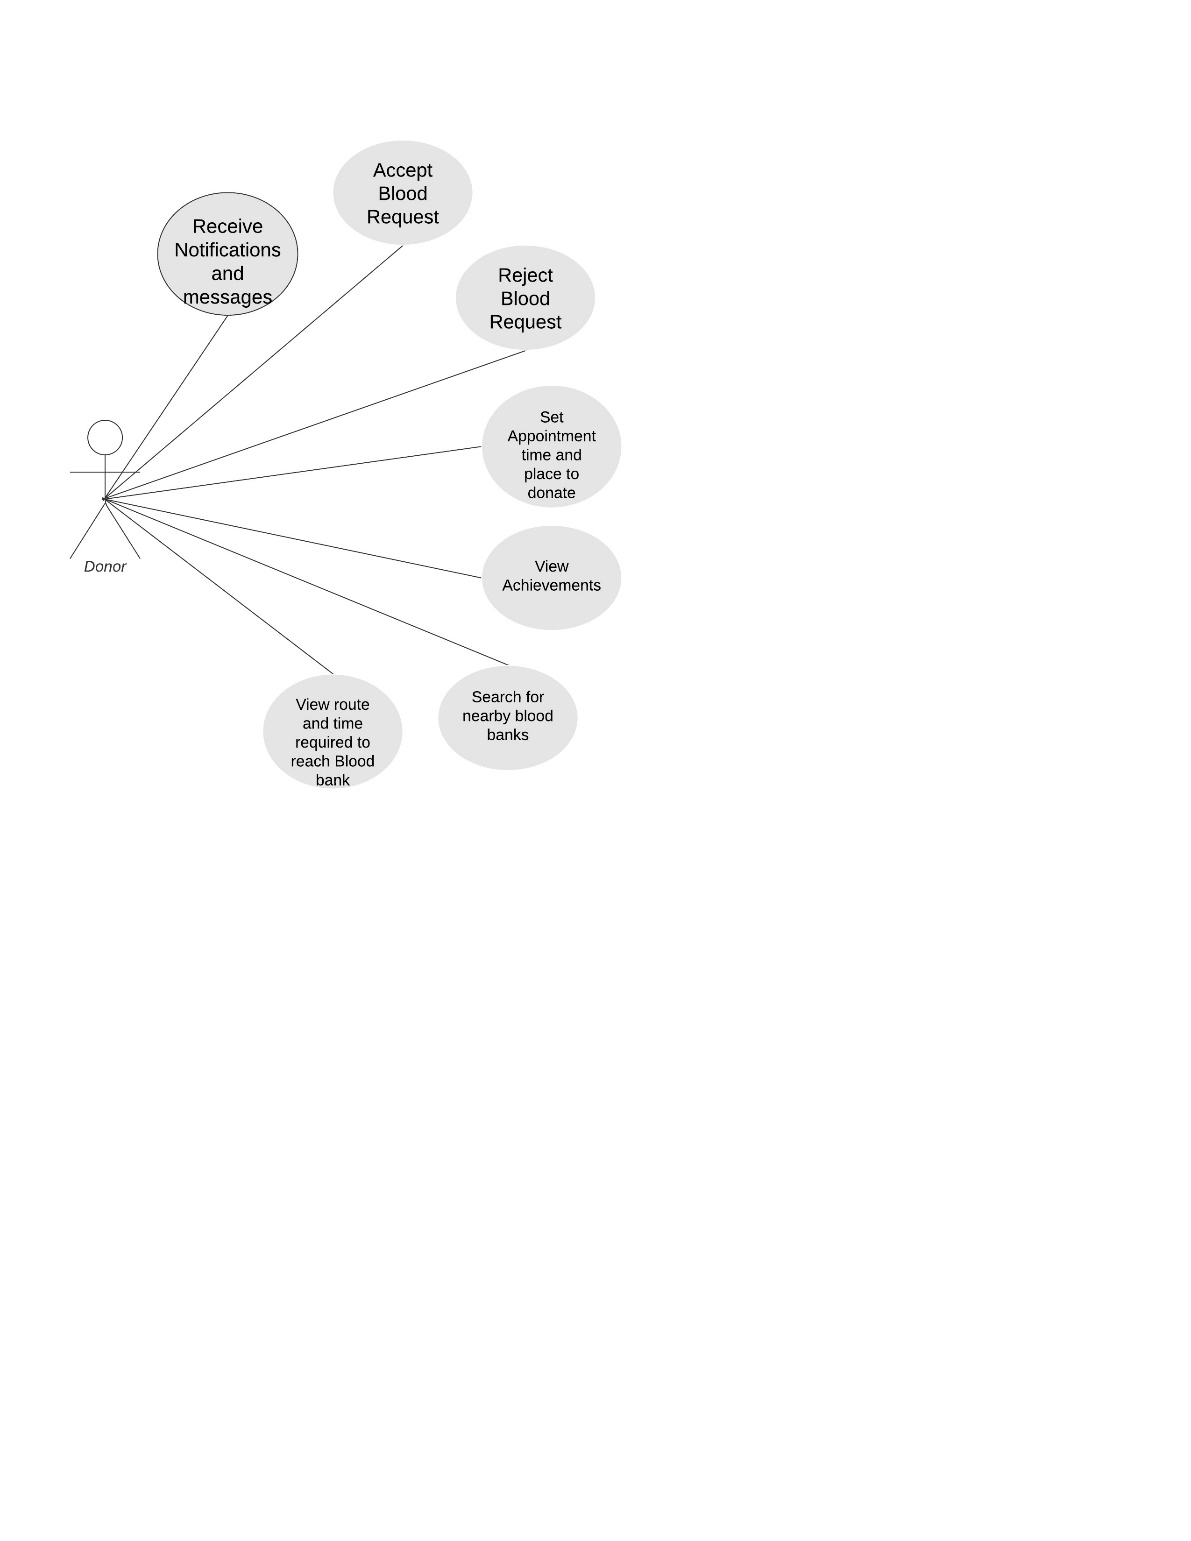 Accept
Blood
Request
Receive
Notifications
and
messages
Reject
Blood
Request
Set
Appointment
time and
place to
donate
View
Achievements
Donor
Search for
nearby blood
banks
View route
and time
required to
reach Blood
bank